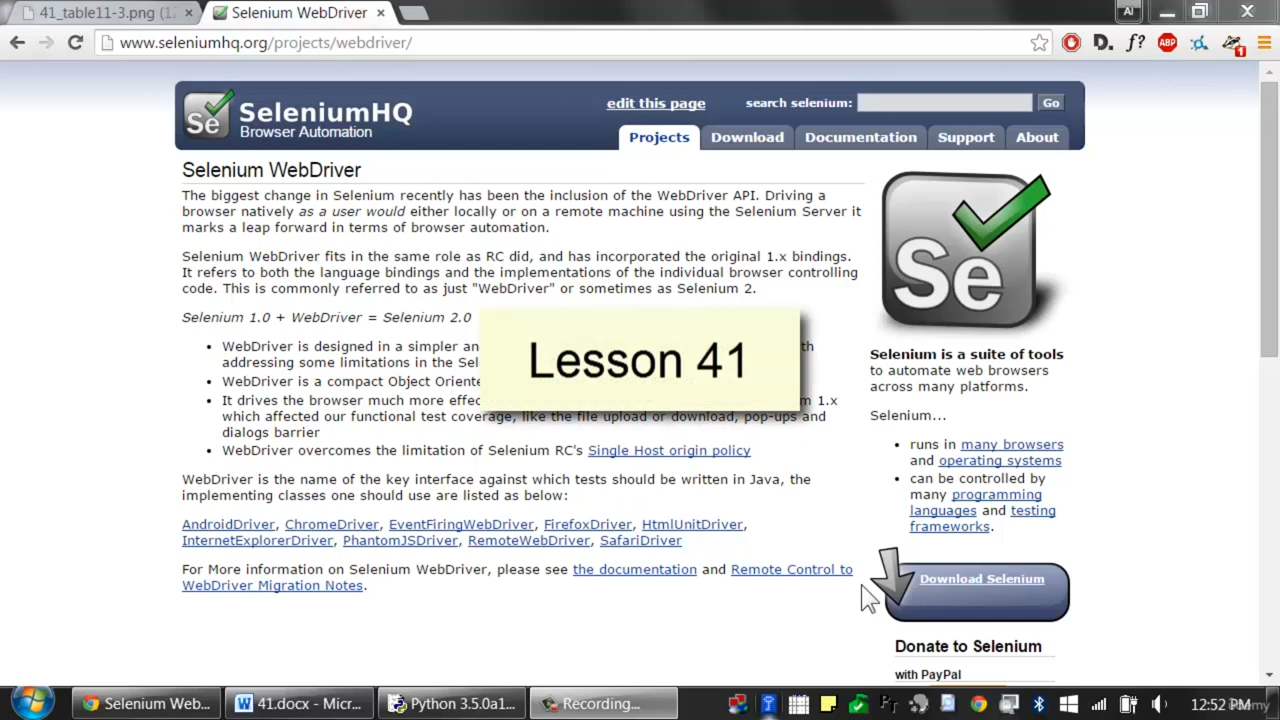 41_table11-3.png (12
Selenium WebDriver
AI
www.seleniumhq.org/projects/webdriver/
D. f? ABP 1
Se
SeleniumHQ
Browser Automation
edit this page
search selenium:
Go
Projects
Download
Documentation
Support
About
Selenium WebDriver
The biggest change in Selenium recently has been the inclusion of the WebDriver API. Driving a
browser natively as a user would either locally or on a remote machine using the Selenium Server it
marks a leap forward in terms of browser automation.
Selenium WebDriver fits in the same role as RC did, and has incorporated the original 1.x bindings.
It refers to both the language bindings and the implementations of the individual browser controlling
code. This is commonly referred to as just "WebDriver" or sometimes as Selenium 2.
Selenium 1.0 + WebDriver = Selenium 2.0
WebDriver is designed in a simpler an
addressing some limitations in the Sel
WebDriver is a compact Object Oriente
It drives the browser much more effec 1.x
which affected our functional test coverage, like the file upload or download, pop-ups and
dialogs barrier
WebDriver overcomes the limitation of Selenium RC's Single Host origin policy
Lesson 41
WebDriver is the name of the key interface against which tests should be written in Java, the
implementing classes one should use are listed as below:
AndroidDriver, ChromeDriver, EventFiringWebDriver, FirefoxDriver, HtmlUnitDriver,
InternetExplorerDriver, PhantomJSDriver, RemoteWebDriver, SafariDriver
For More information on Selenium WebDriver, please see the documentation and Remote Control to
WebDriver Migration Notes.
Se
Selenium is a suite of tools
to automate web browsers
across many platforms.
Selenium...
runs in many browsers
and operating systems
can be controlled by
many programming
languages and testing
frameworks.
Download Selenium
Donate to Selenium
with PayPal
Selenium Web...
41.docx - Micr...
Python 3.5.0a1...
Recording...
12:52 PM